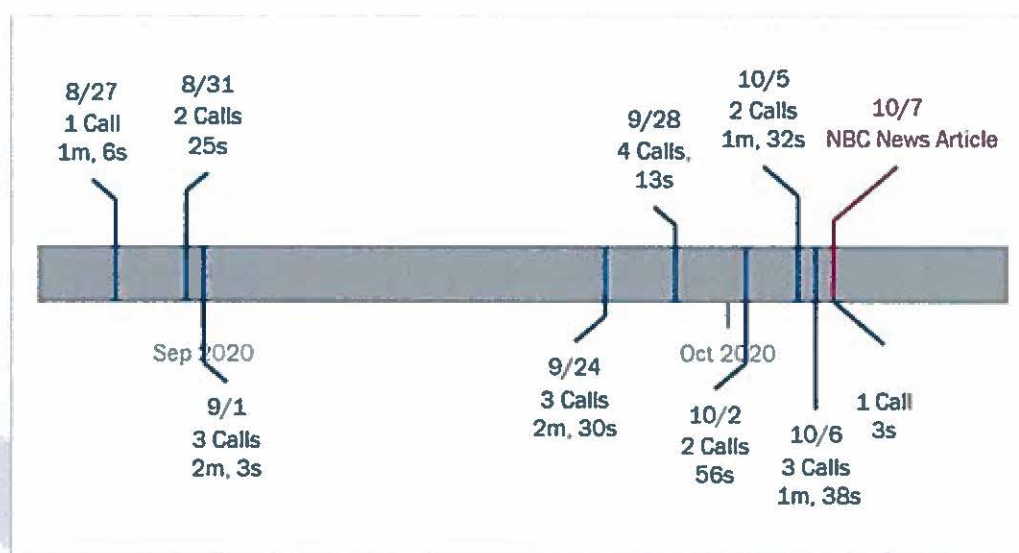 8/27
1 Call
1m, 6s
8/31
2 Calls
25s
9/28
4 Calls,
13s
10/5
2 Calls
1m, 32s
10/7
NBC News Article
Sep 2020
Oct 2020
9/1
3 Calls
2m, 3s
9/24
3 Calls
2m, 30s
10/2
2 Calls
56s
10/6
3 Calls
1m, 38s
1 Call
3s